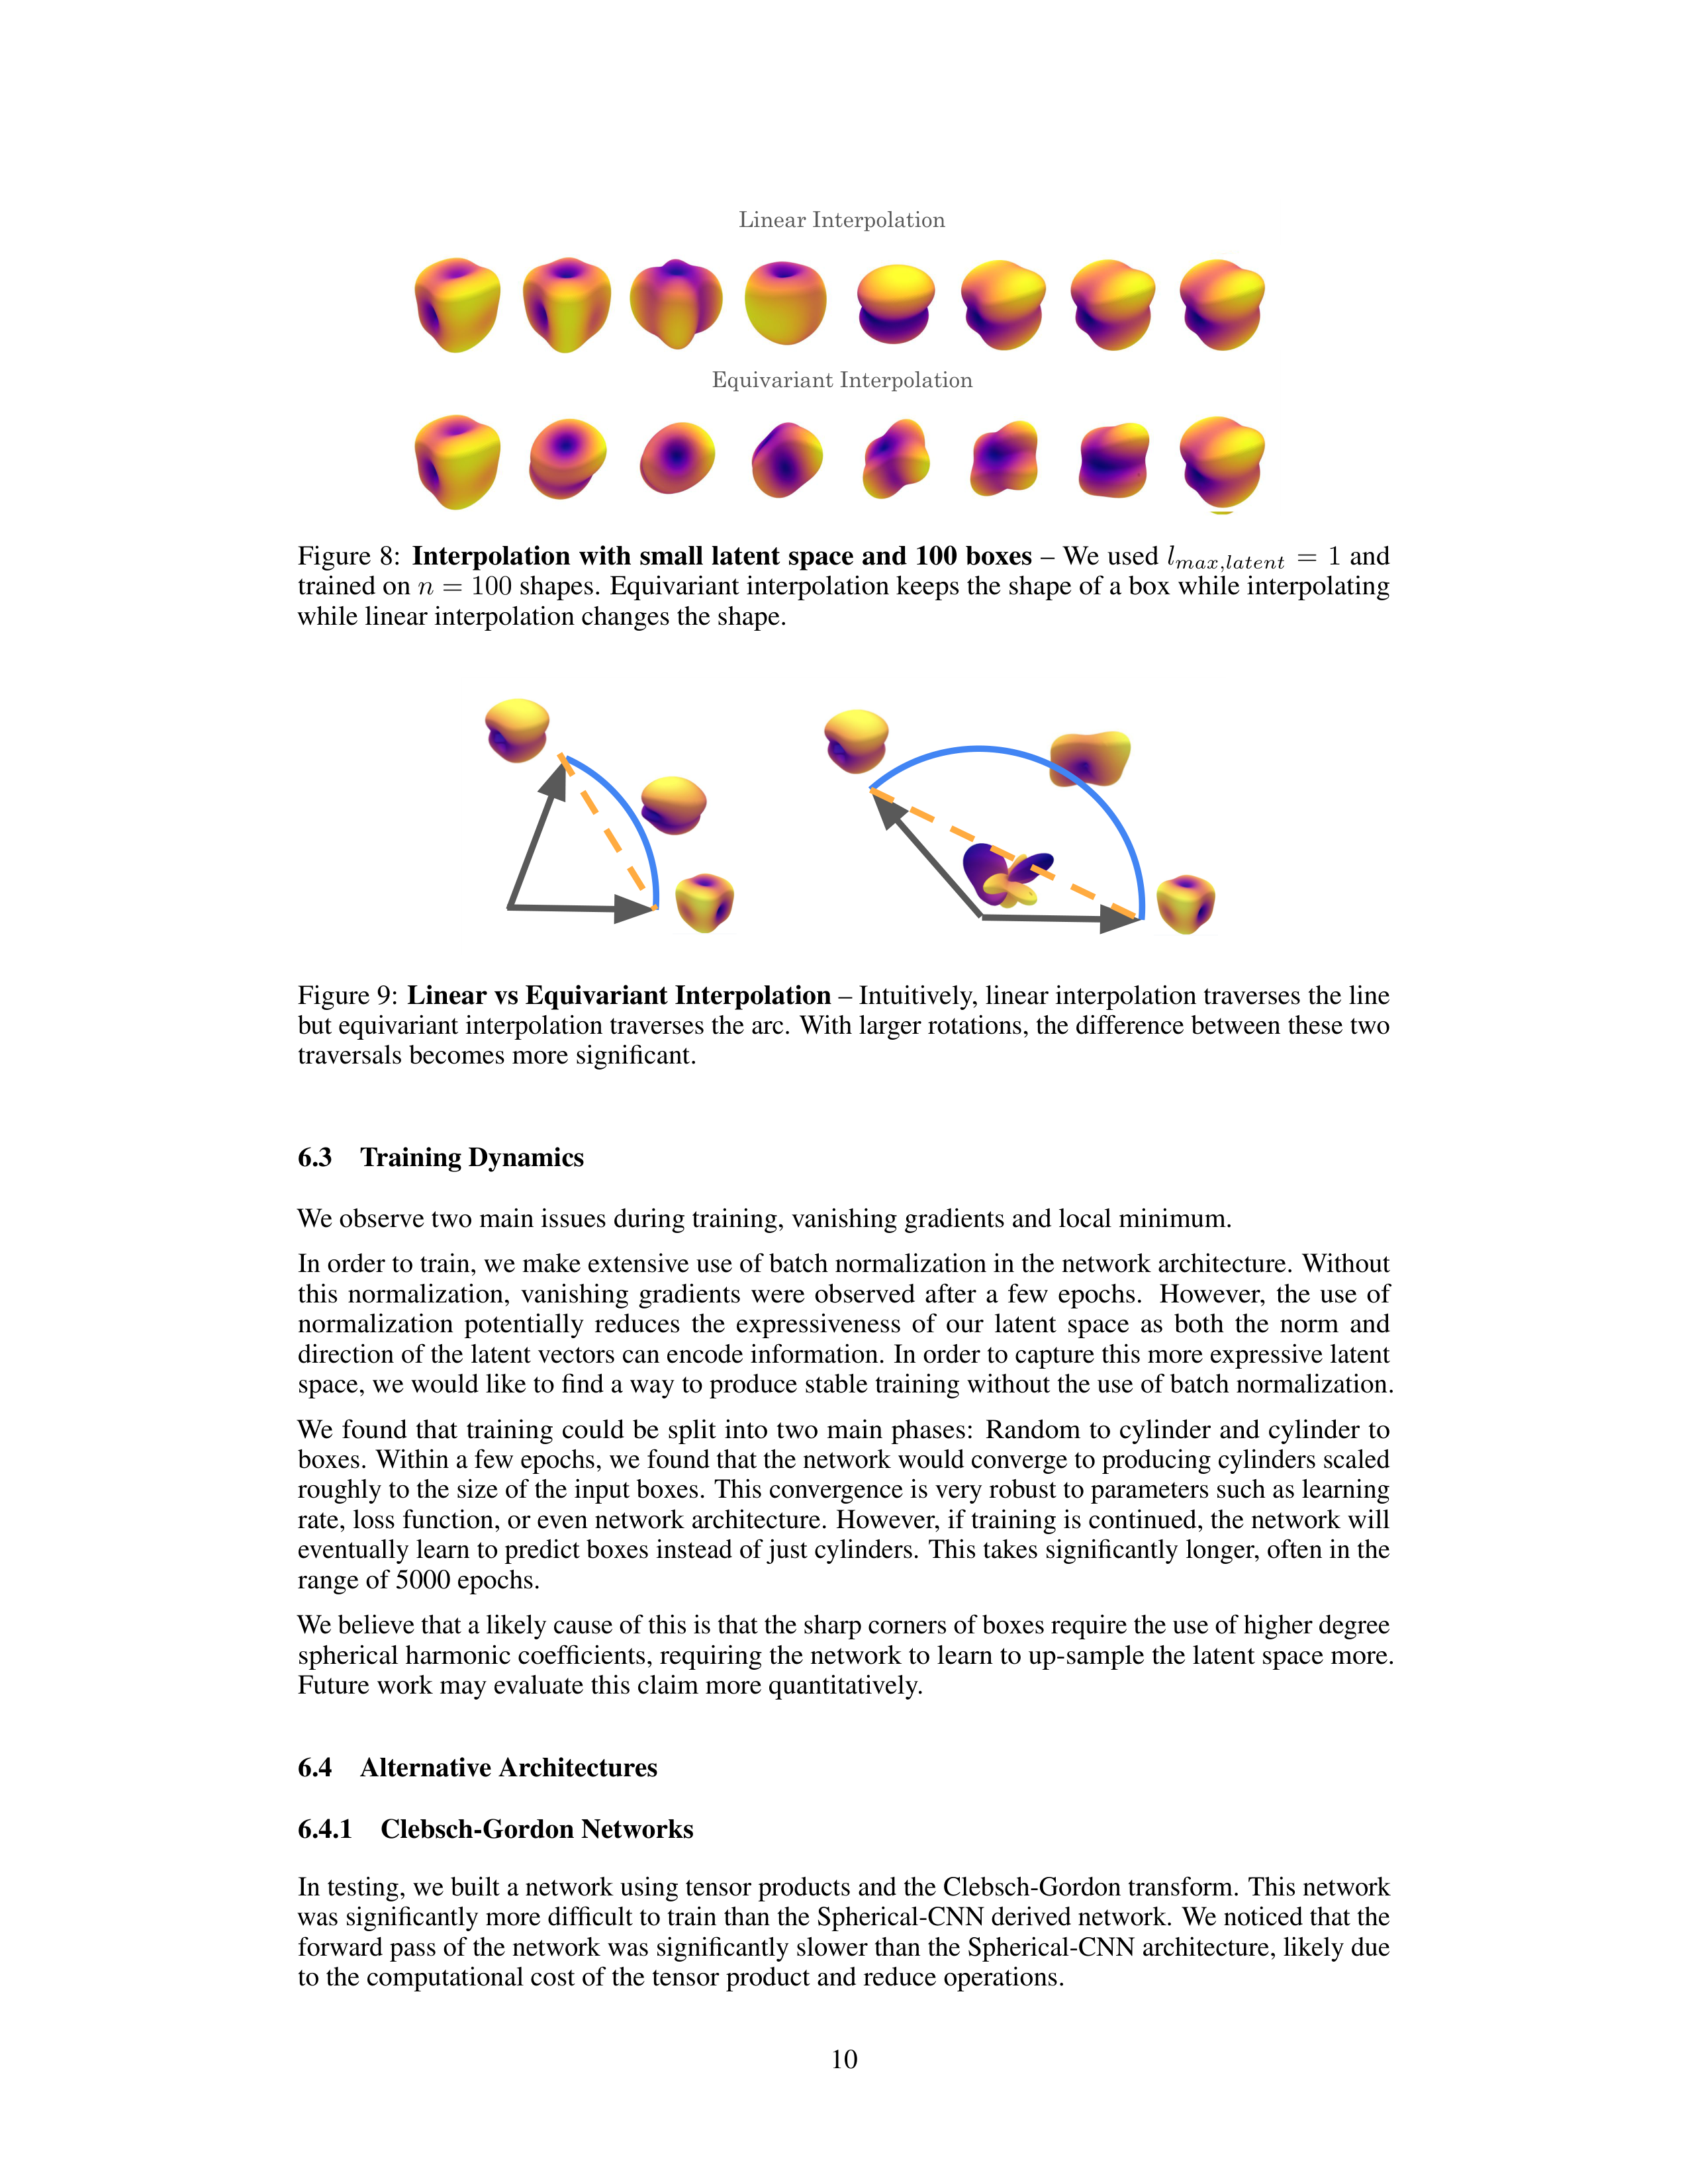 Linear Interpolation
Equivariant Interpolation
Figure 8: Interpolation with small latent space and 100 boxes – We used l_{max,latent} = 1 and
trained on n = 100 shapes. Equivariant interpolation keeps the shape of a box while interpolating
while linear interpolation changes the shape.
Figure 9: Linear vs Equivariant Interpolation – Intuitively, linear interpolation traverses the line
but equivariant interpolation traverses the arc. With larger rotations, the difference between these two
traversals becomes more significant.
6.3 Training Dynamics
We observe two main issues during training, vanishing gradients and local minimum.
In order to train, we make extensive use of batch normalization in the network architecture. Without
this normalization, vanishing gradients were observed after a few epochs. However, the use of
normalization potentially reduces the expressiveness of our latent space as both the norm and
direction of the latent vectors can encode information. In order to capture this more expressive latent
space, we would like to find a way to produce stable training without the use of batch normalization.
We found that training could be split into two main phases: Random to cylinder and cylinder to
boxes. Within a few epochs, we found that the network would converge to producing cylinders scaled
roughly to the size of the input boxes. This convergence is very robust to parameters such as learning
rate, loss function, or even network architecture. However, if training is continued, the network will
eventually learn to predict boxes instead of just cylinders. This takes significantly longer, often in the
range of 5000 epochs.
We believe that a likely cause of this is that the sharp corners of boxes require the use of higher degree
spherical harmonic coefficients, requiring the network to learn to up-sample the latent space more.
Future work may evaluate this claim more quantitatively.
6.4 Alternative Architectures
6.4.1 Clebsch-Gordon Networks
In testing, we built a network using tensor products and the Clebsch-Gordon transform. This network
was significantly more difficult to train than the Spherical-CNN derived network. We noticed that the
forward pass of the network was significantly slower than the Spherical-CNN architecture, likely due
to the computational cost of the tensor product and reduce operations.
10